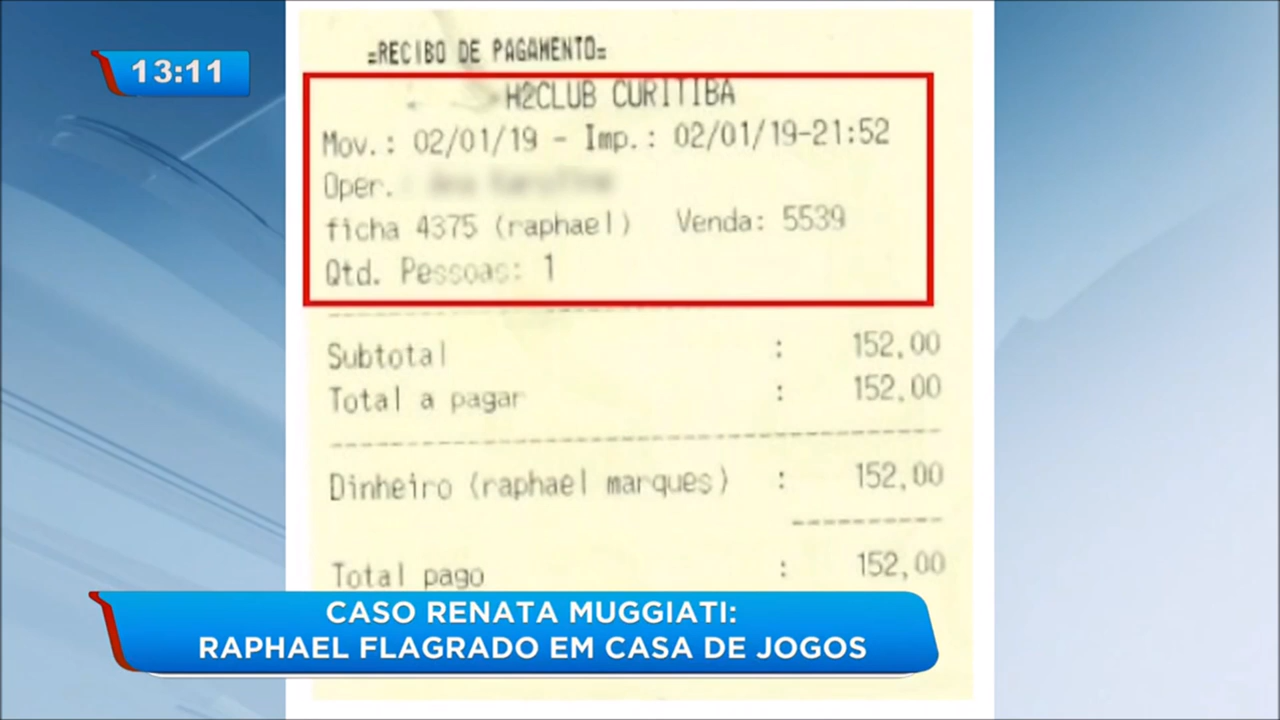 13:11
=RECIBO DE PAGAMENTO=
H2CLUB CURITIBA
Mov.: 02/01/19 - Imp.: 02/01/19-21:52
Oper. :
ficha 4375 (raphael) Venda: 5539
Qtd. Pessoas: 1
Subtotal : 152,00
Total a pagar : 152,00
Dinheiro (raphael marques) : 152,00
Total pago : 152,00
CASO RENATA MUGGIATI:
RAPHAEL FLAGRADO EM CASA DE JOGOS